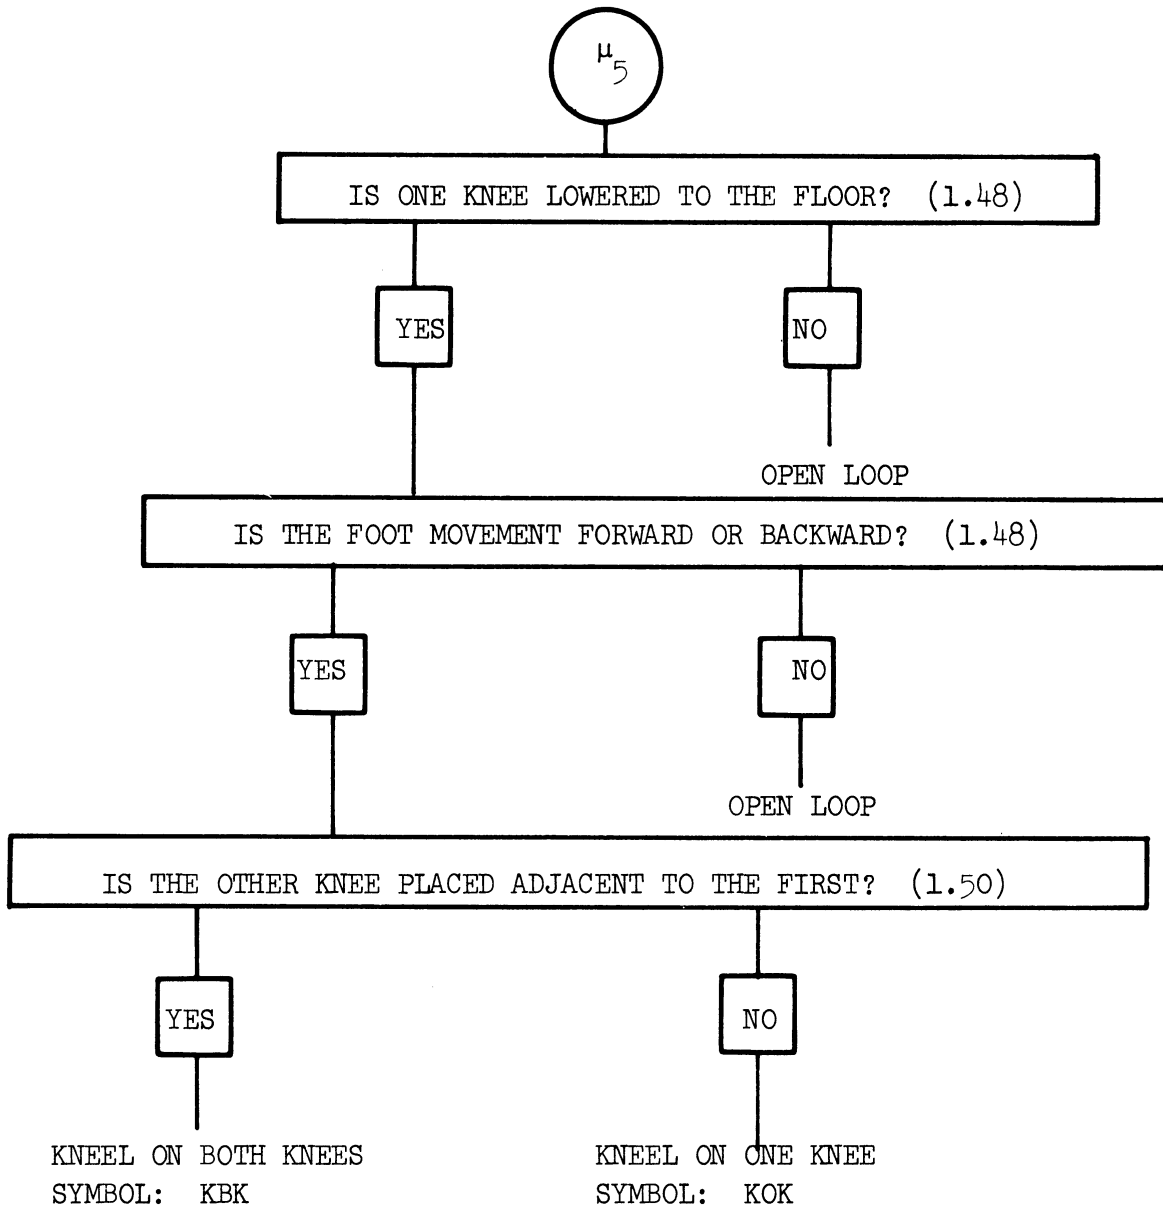 μ5
IS ONE KNEE LOWERED TO THE FLOOR? (1.48)
YES
NO
OPEN LOOP
IS THE FOOT MOVEMENT FORWARD OR BACKWARD? (1.48)
YES
NO
OPEN LOOP
IS THE OTHER KNEE PLACED ADJACENT TO THE FIRST? (1.50)
YES
NO
KNEEL ON BOTH KNEES
SYMBOL: KBK
KNEEL ON ONE KNEE
SYMBOL: KOK